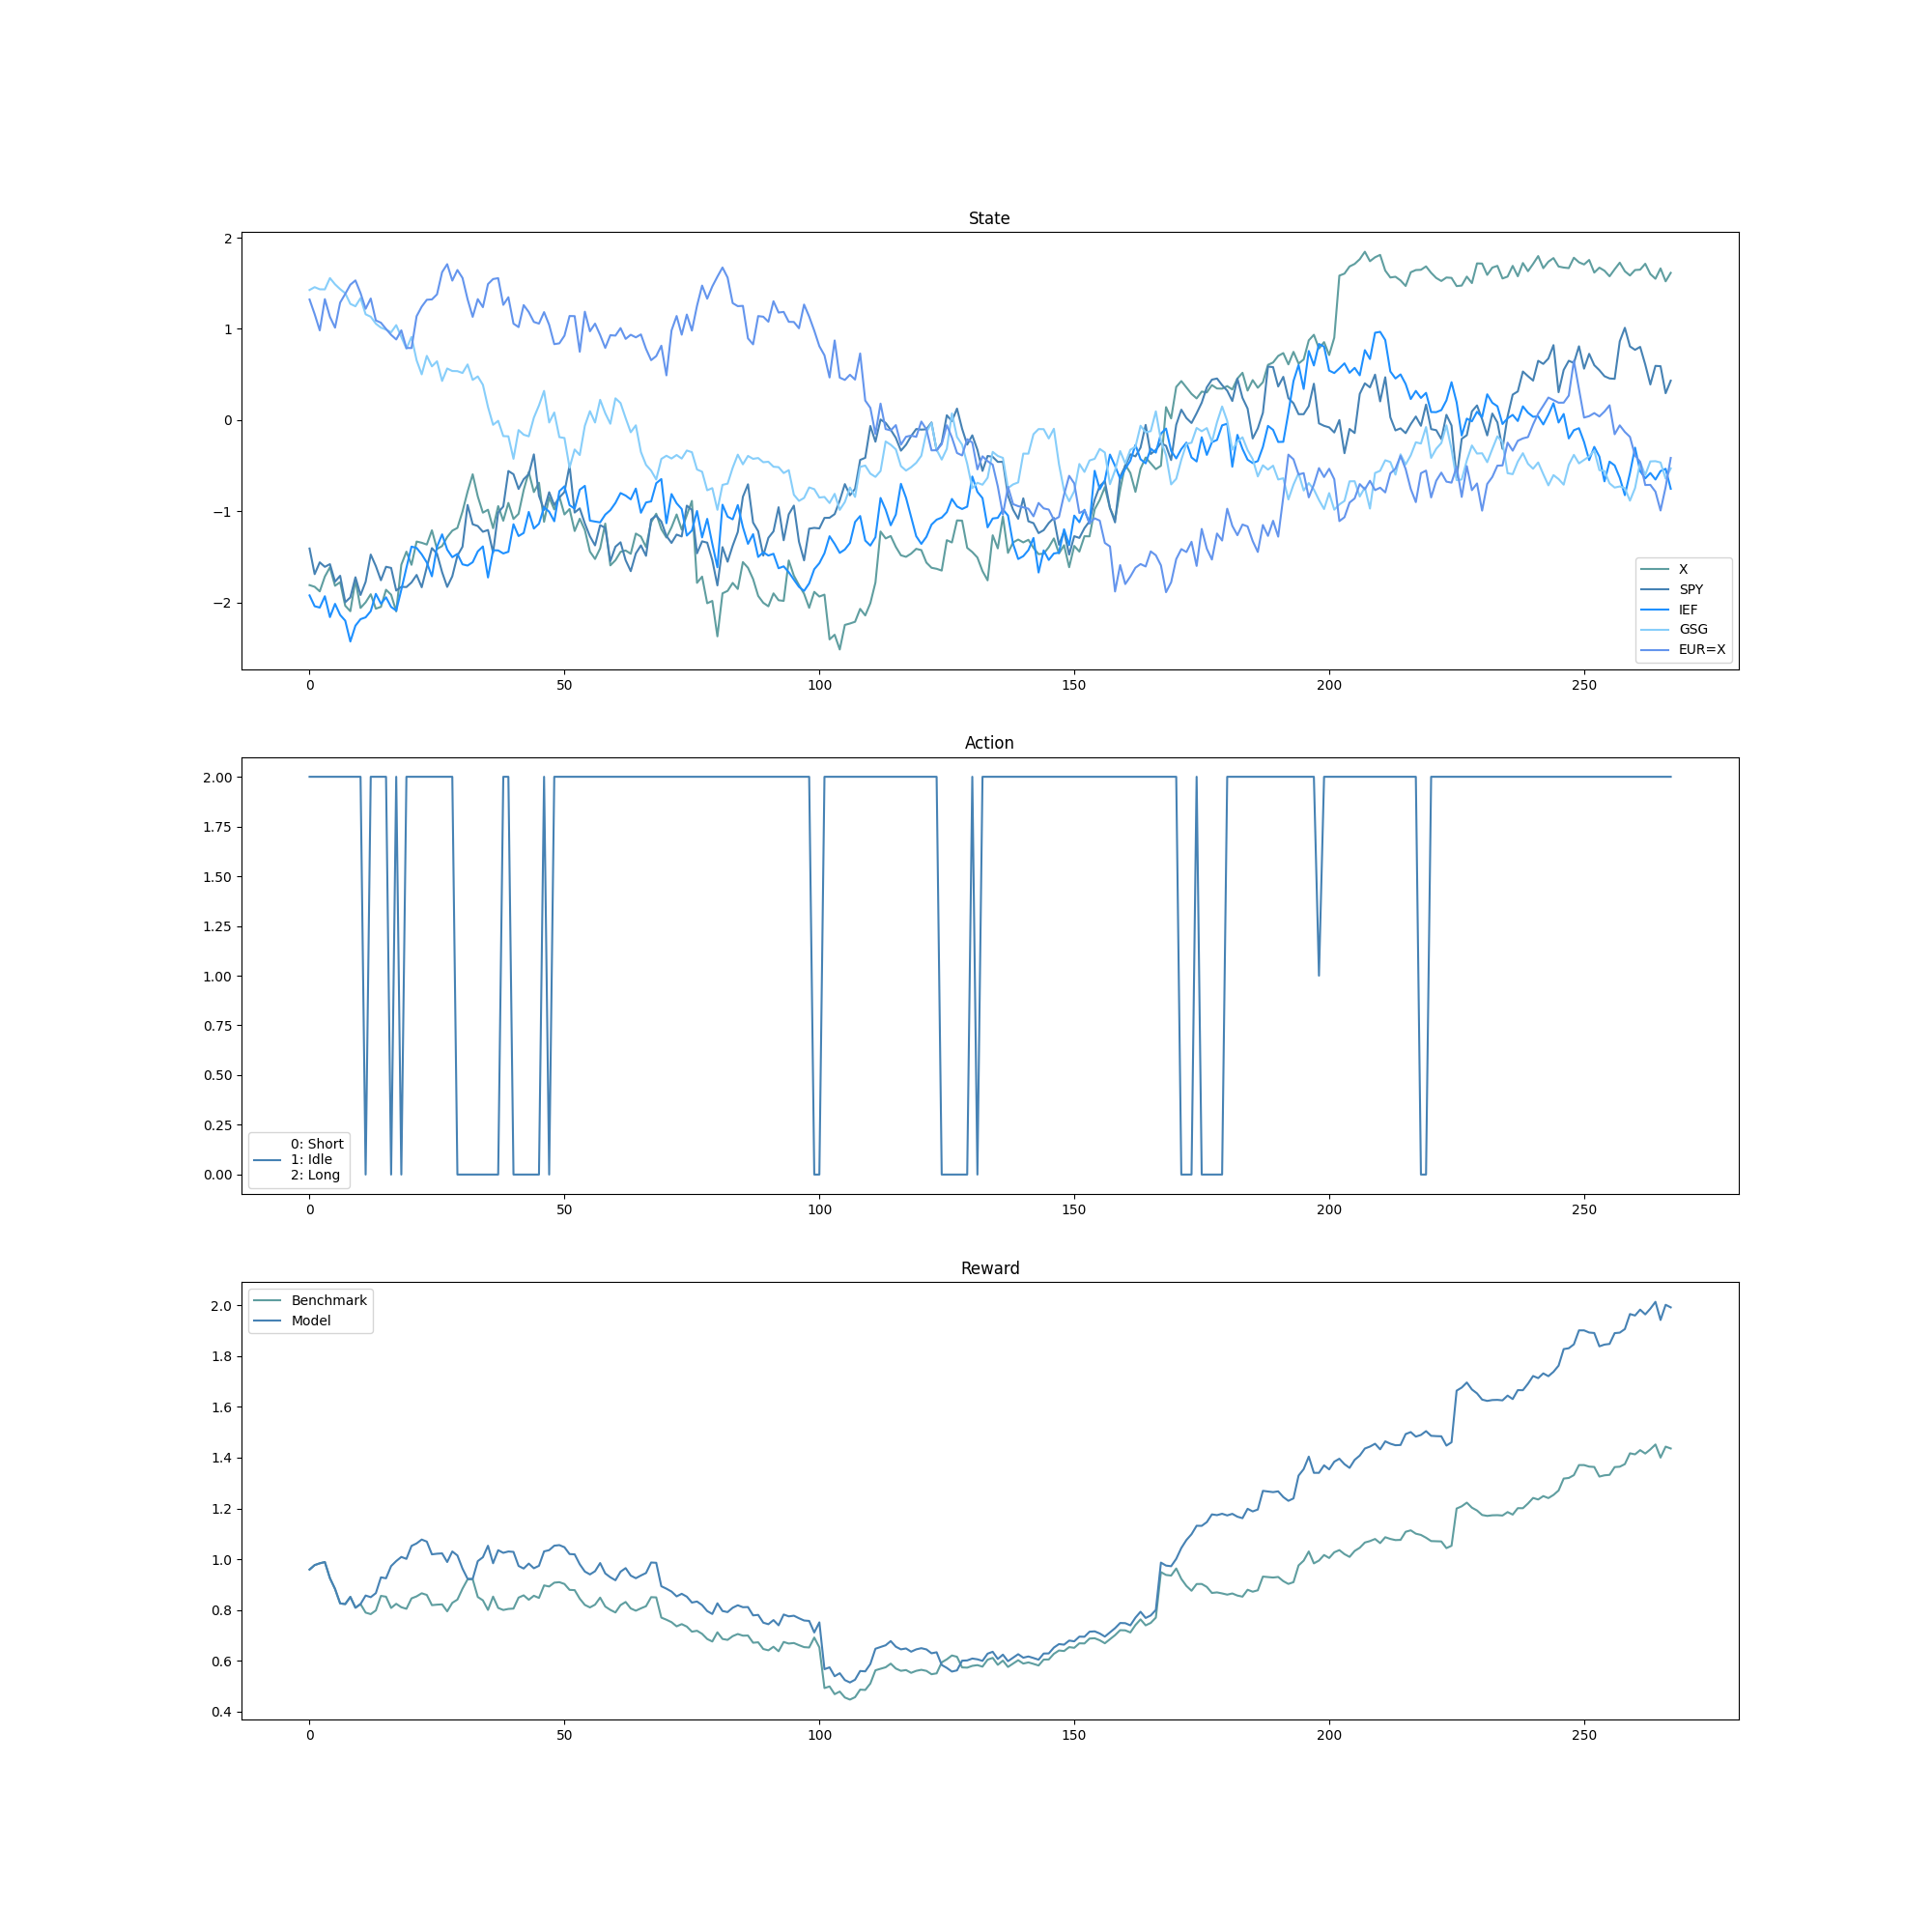 State
2
1
0
−1
−2
X
SPY
IEF
GSG
EUR=X
0 50 100 150 200 250
Action
2.00
1.75
1.50
1.25
1.00
0.75
0.50
0.25
0.00
0: Short
1: Idle
2: Long
0 50 100 150 200 250
Reward
Benchmark
Model
2.0
1.8
1.6
1.4
1.2
1.0
0.8
0.6
0.4
0 50 100 150 200 250